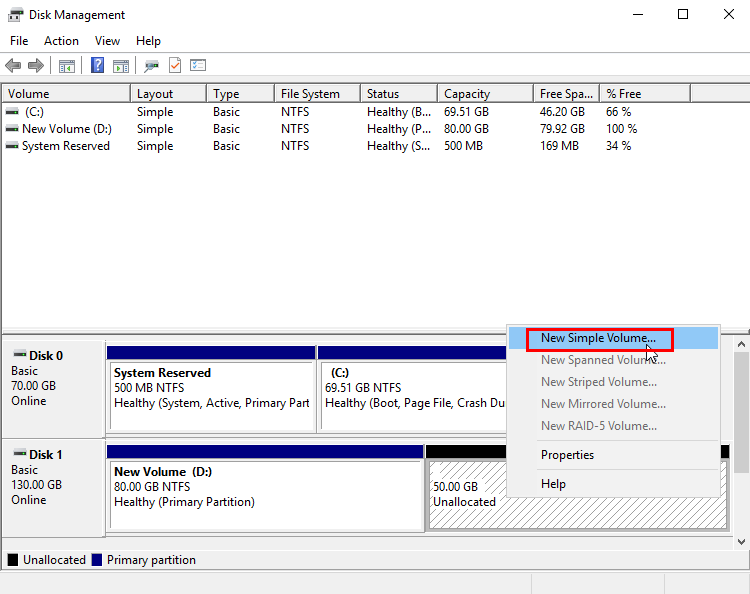 Disk Management
File Action View Help
Volume Layout Type File System Status Capacity Free Spa... % Free
(C:) Simple Basic NTFS Healthy (B... 69.51 GB 46.20 GB 66 %
New Volume (D:) Simple Basic NTFS Healthy (P... 80.00 GB 79.92 GB 100 %
System Reserved Simple Basic NTFS Healthy (S... 500 MB 169 MB 34 %
Disk 0
Basic
70.00 GB
Online
System Reserved
500 MB NTFS
Healthy (System, Active, Primary Part
(C:)
69.51 GB NTFS
Healthy (Boot, Page File, Crash Du
New Simple Volume...
New Spanned Volume...
New Striped Volume...
New Mirrored Volume...
New RAID-5 Volume...
Properties
Help
Disk 1
Basic
130.00 GB
Online
New Volume (D:)
80.00 GB NTFS
Healthy (Primary Partition)
50.00 GB
Unallocated
Unallocated Primary partition